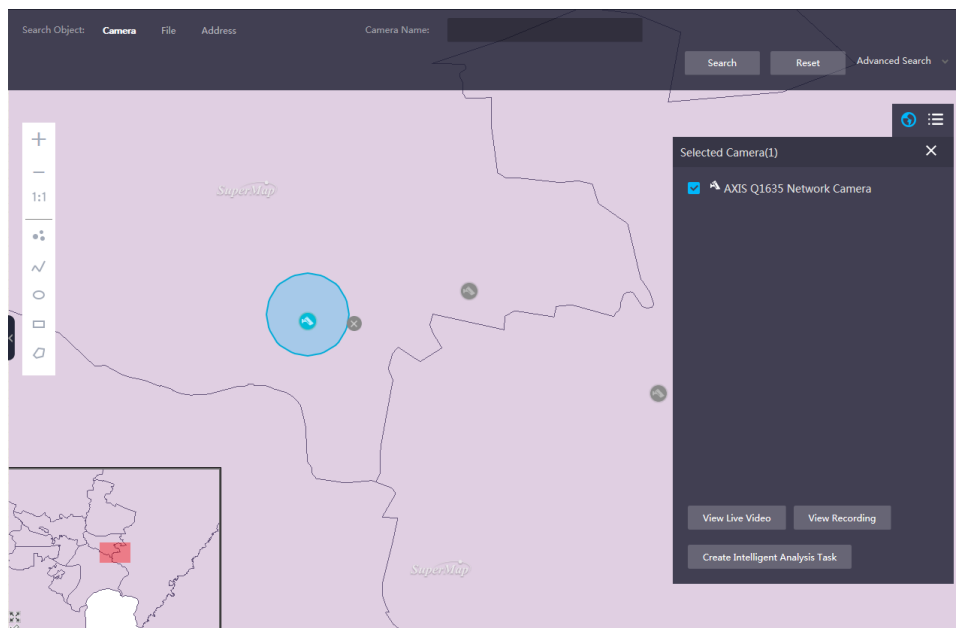 Search Object: Camera File Address Camera Name:
Search Reset Advanced Search
Selected Camera(1)
1:1
AXIS Q1635 Network Camera
SuperMap
View Live Video View Recording
Create Intelligent Analysis Task
SuperMap